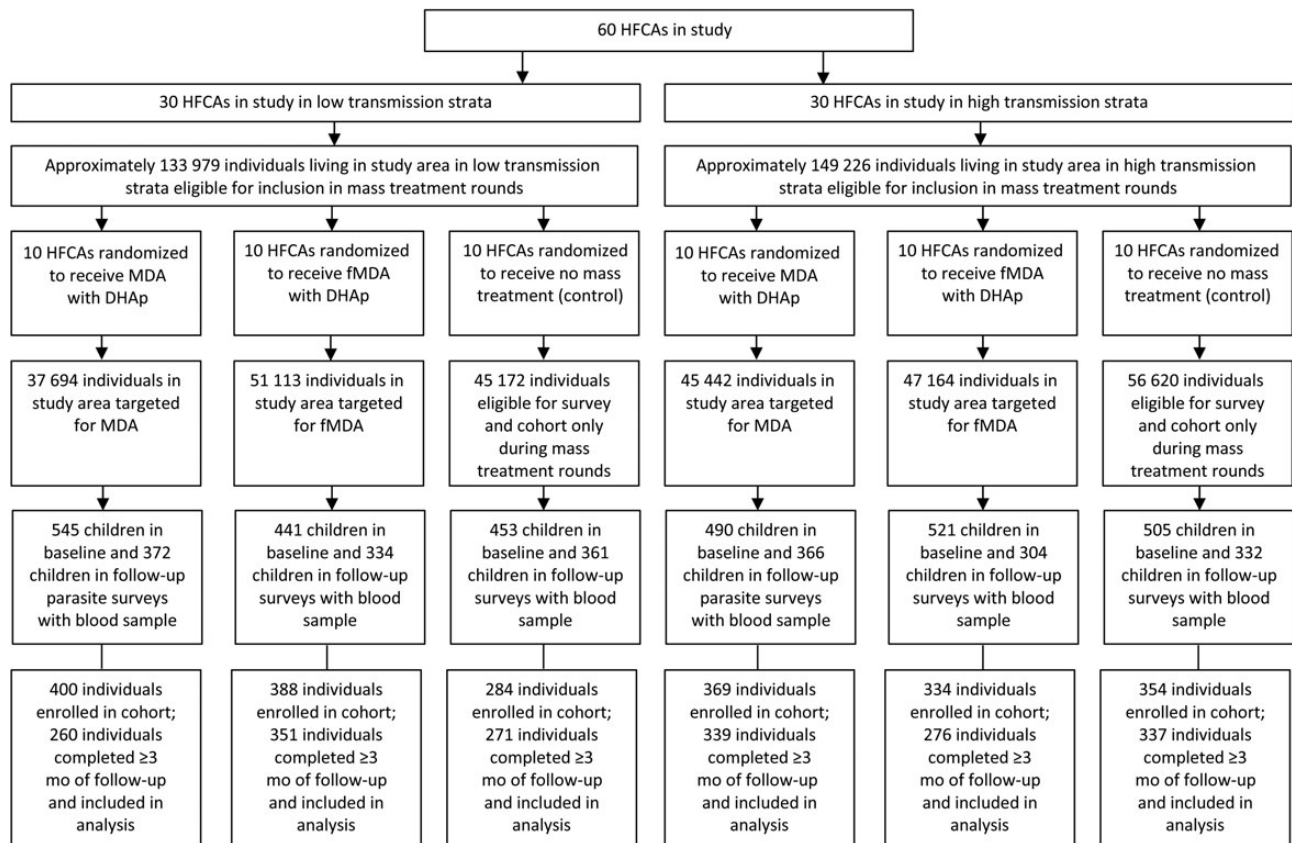 60 HFCAs in study
30 HFCAs in study in low transmission strata
30 HFCAs in study in high transmission strata
Approximately 133 979 individuals living in study area in low transmission
strata eligible for inclusion in mass treatment rounds
Approximately 149 226 individuals living in study area in high transmission
strata eligible for inclusion in mass treatment rounds
10 HFCAs randomized
to receive MDA
with DHAp
10 HFCAs randomized
to receive fMDA
with DHAp
10 HFCAs randomized
to receive no mass
treatment (control)
10 HFCAs randomized
to receive MDA
with DHAp
10 HFCAs randomized
to receive fMDA
with DHAp
10 HFCAs randomized
to receive no mass
treatment (control)
37 694 individuals in
study area targeted
for MDA
51 113 individuals in
study area targeted
for fMDA
45 172 individuals
eligible for survey
and cohort only
during mass
treatment rounds
45 442 individuals in
study area targeted
for MDA
47 164 individuals in
study area targeted
for fMDA
56 620 individuals
eligible for survey
and cohort only
during mass
treatment rounds
545 children in
baseline and 372
children in follow-up
parasite surveys
with blood sample
441 children in
baseline and 334
children in follow-up
surveys with blood
sample
453 children in
baseline and 361
children in follow-up
surveys with blood
sample
490 children in
baseline and 366
children in follow-up
parasite surveys
with blood sample
521 children in
baseline and 304
children in follow-up
surveys with blood
sample
505 children in
baseline and 332
children in follow-up
surveys with blood
sample
400 individuals
enrolled in cohort;
260 individuals
completed ≥3
mo of follow-up
and included in
analysis
388 individuals
enrolled in cohort;
351 individuals
completed ≥3
mo of follow-up
and included in
analysis
284 individuals
enrolled in cohort;
271 individuals
completed ≥3
mo of follow-up
and included in
analysis
369 individuals
enrolled in cohort;
339 individuals
completed ≥3
mo of follow-up
and included in
analysis
334 individuals
enrolled in cohort;
276 individuals
completed ≥3
mo of follow-up
and included in
analysis
354 individuals
enrolled in cohort;
337 individuals
completed ≥3
mo of follow-up
and included in
analysis